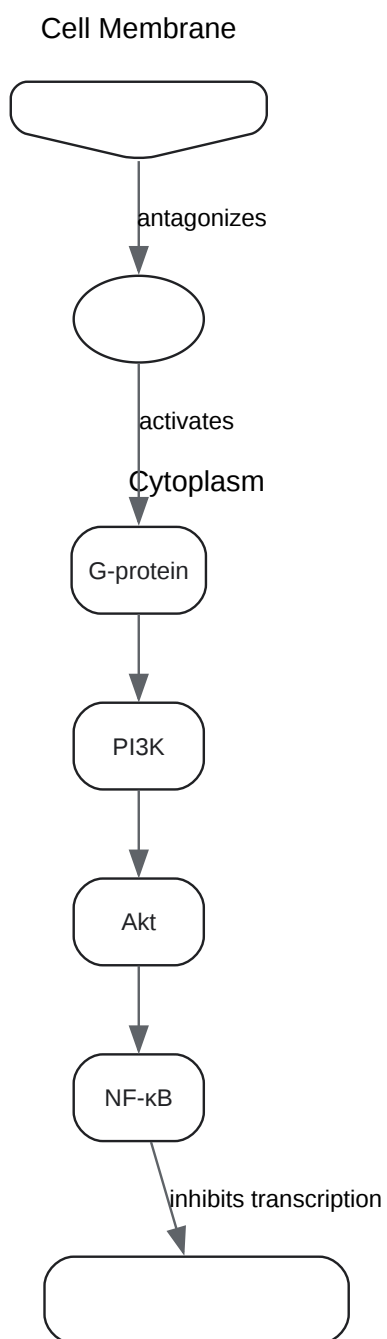 Cell Membrane
antagonizes
activates
Cytoplasm
G-protein
PI3K
Akt
NF-κB
inhibits transcription